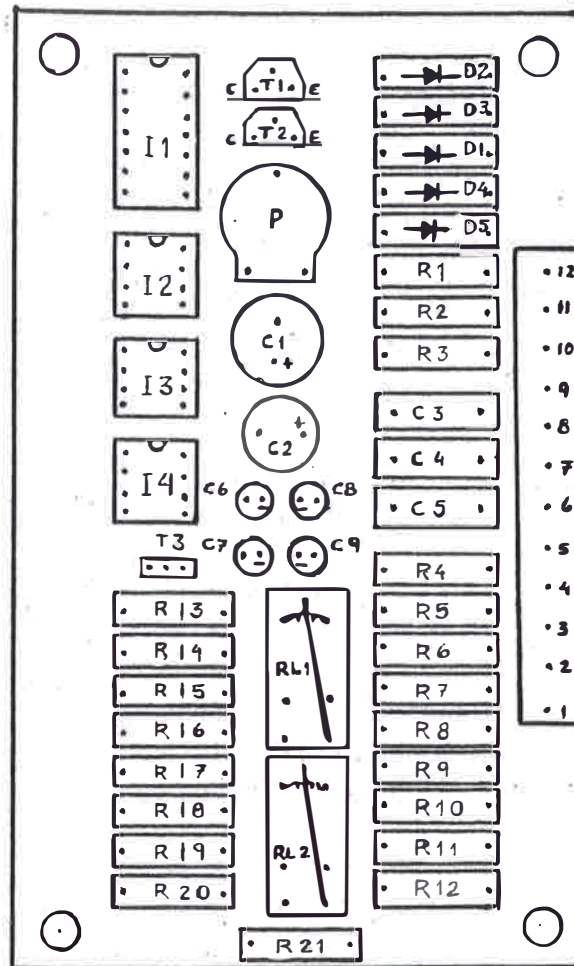 C T1 E
C T2 E
I1
P
I2
C1
+
I3
C2
+
I4
C6
C8
T3
C7
C9
R13
R14
R15
R16
R17
R18
R19
R20
RL1
RL2
R21
D2
D3
D1
D4
D5
R1
R2
R3
C3
C4
C5
R4
R5
R6
R7
R8
R9
R10
R11
R12
12
11
10
9
8
7
6
5
4
3
2
1